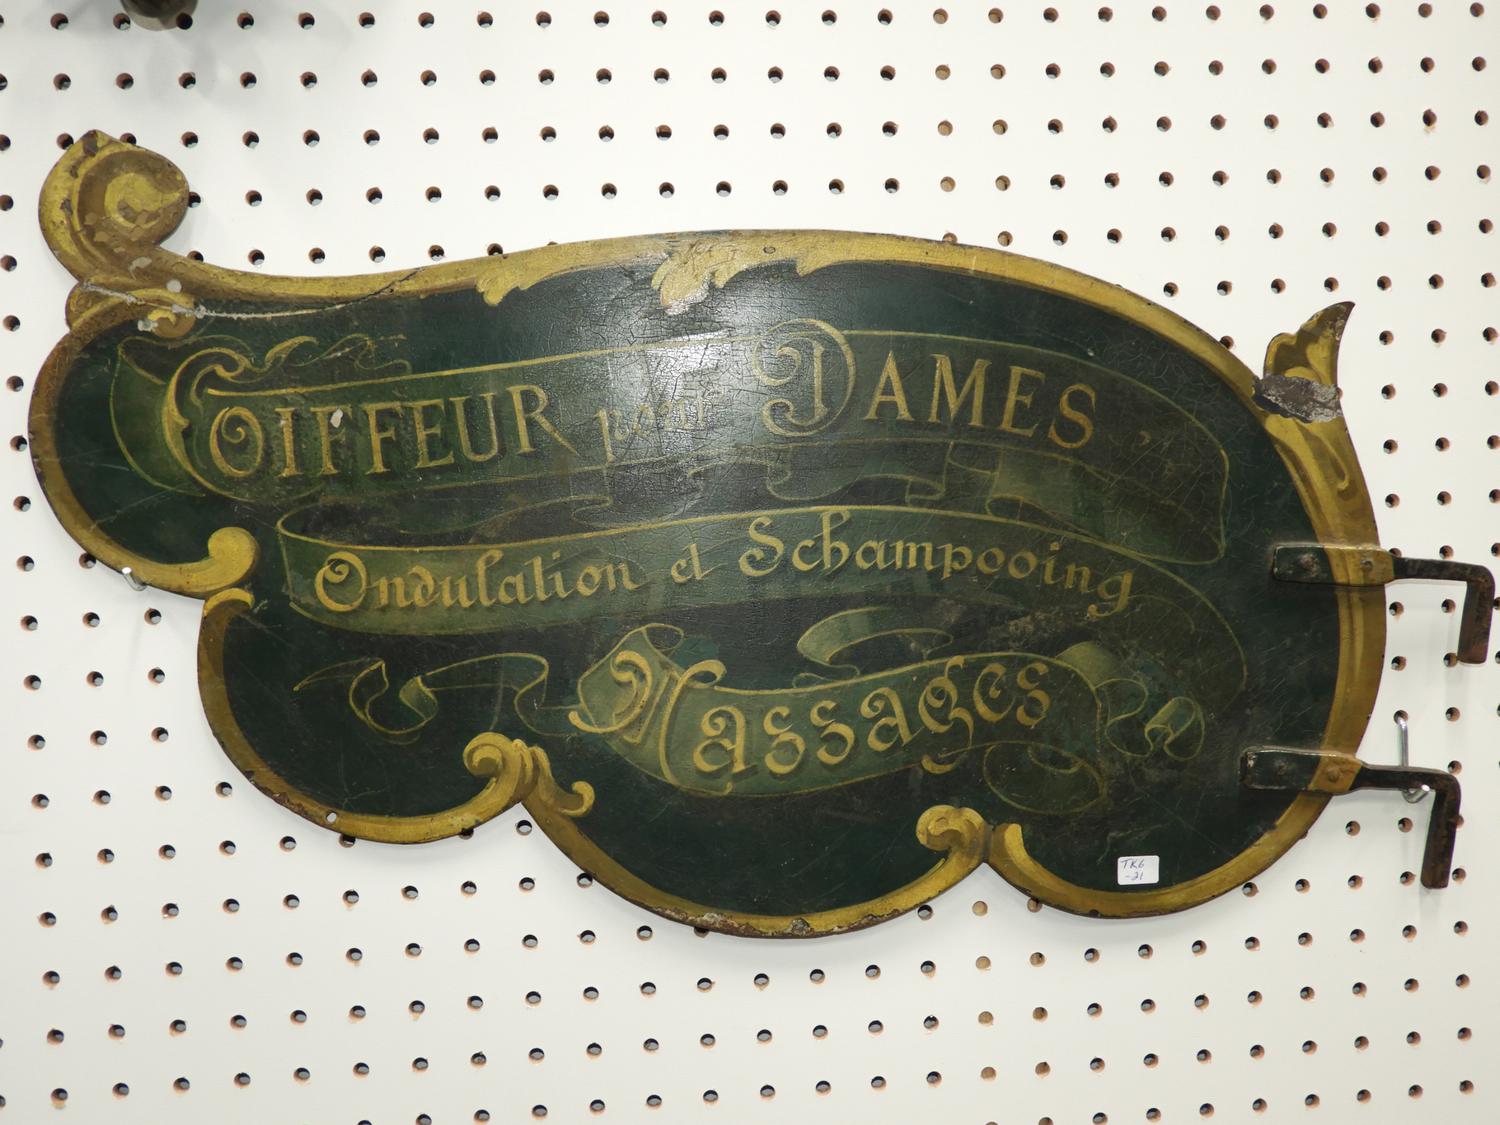 COIFFEUR pour DAMES
Ondulation et Schampooing
Massages
TK6
-21